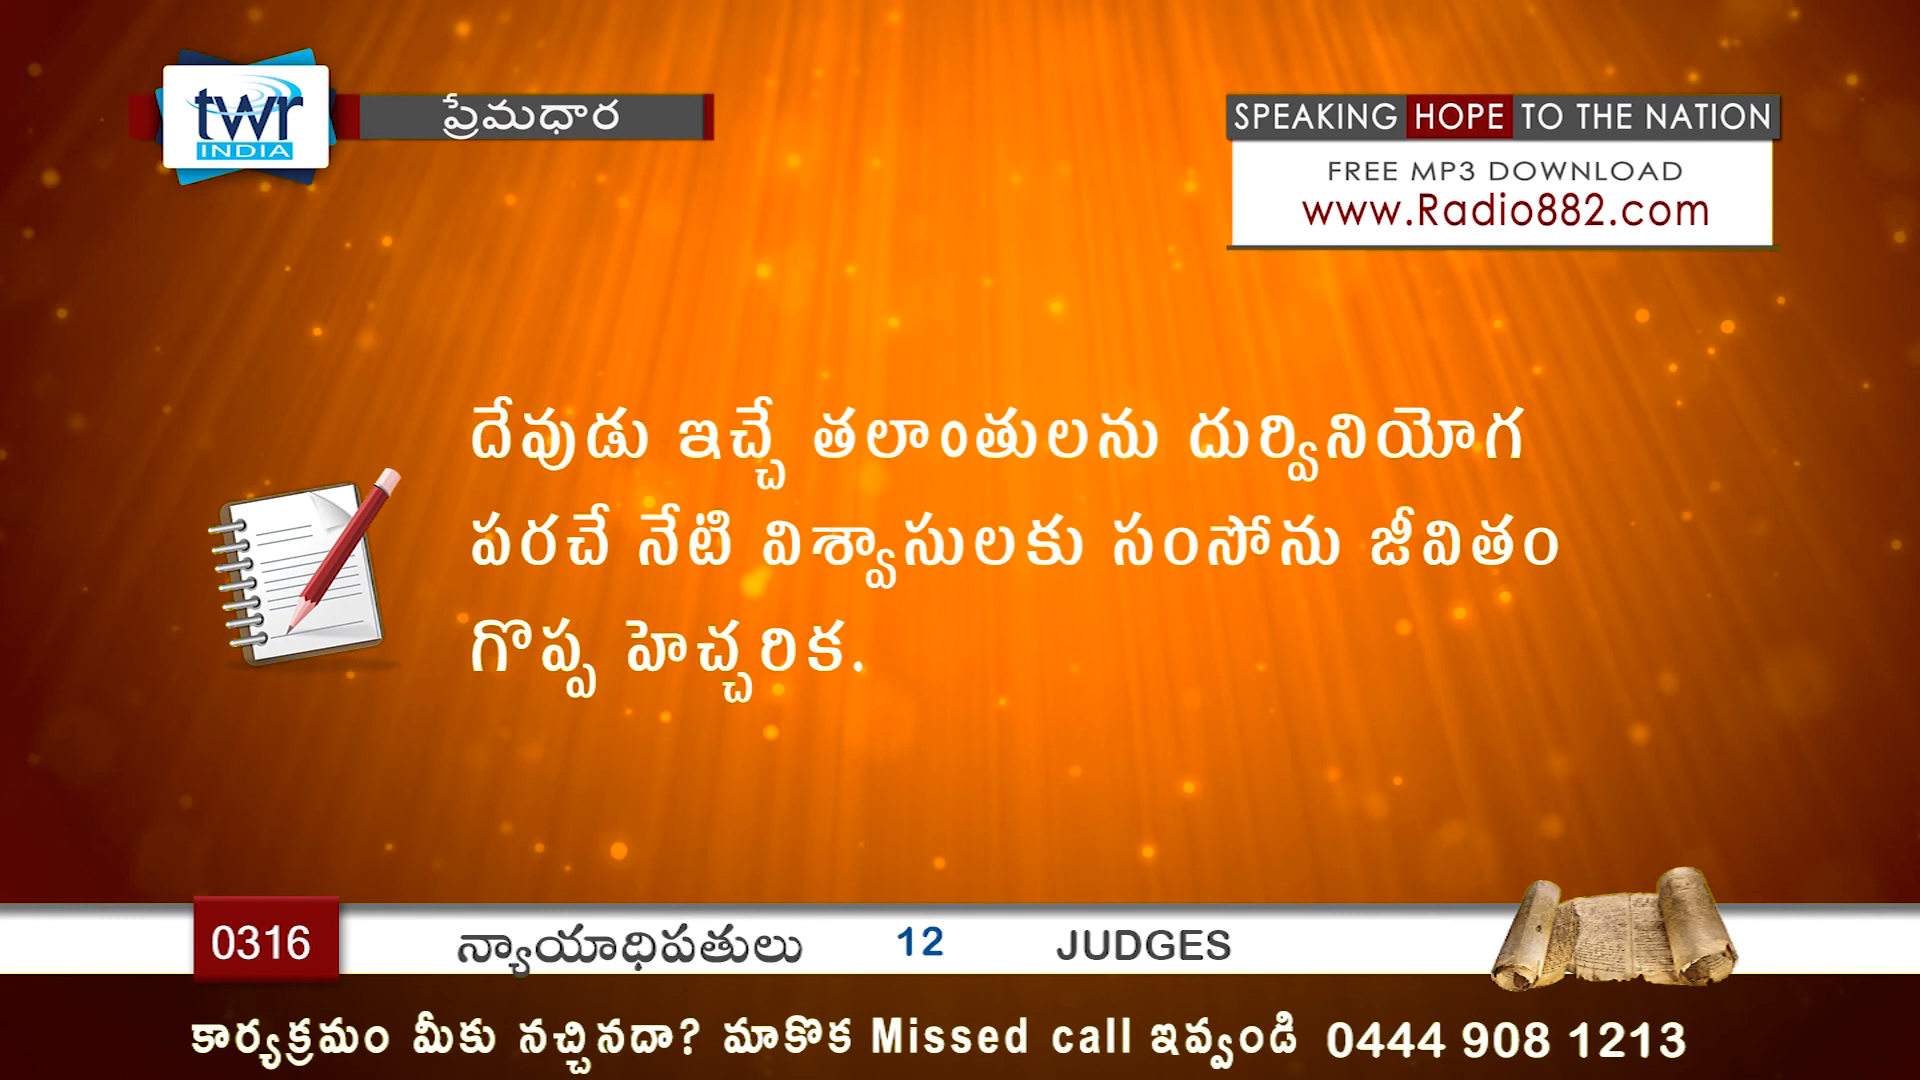 twr
INDIA
ప్రేమధార
SPEAKING HOPE TO THE NATION
FREE MP3 DOWNLOAD
www.Radio882.com
దేవుడు ఇచ్చే తలాంతులను దుర్వినియోగ
పరచే నేటి విశ్వాసులకు సంసోను జీవితం
గొప్ప హెచ్చరిక.
0316 న్యాయాధిపతులు 12 JUDGES
కార్యక్రమం మీకు నచ్చినదా? మాకొక Missed call ఇవ్వండి 0444 908 1213